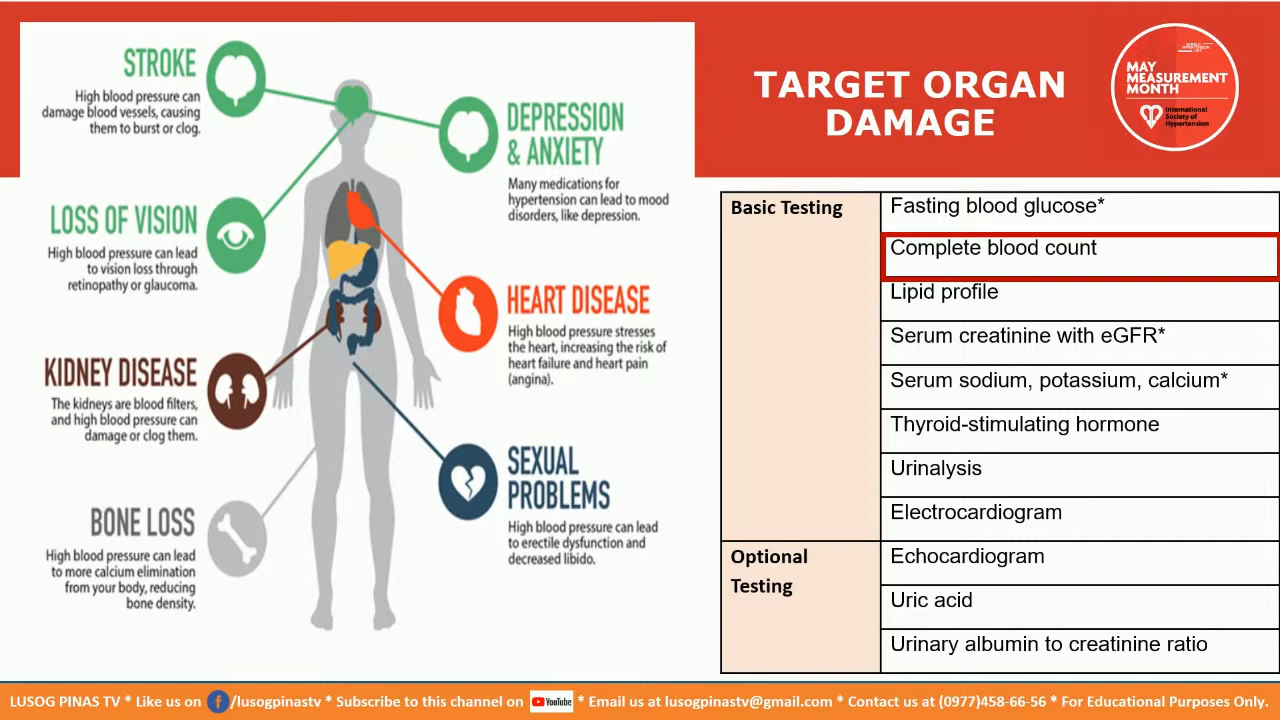 STROKE
High blood pressure can
damage blood vessels, causing
them to burst or clog.
LOSS OF VISION
High blood pressure can lead
to vision loss through
retinopathy or glaucoma.
KIDNEY DISEASE
The kidneys are blood filters,
and high blood pressure can
damage or clog them.
BONE LOSS
High blood pressure can lead
to more calcium elimination
from your body, reducing
bone density.
DEPRESSION
& ANXIETY
Many medications for
hypertension can lead to mood
disorders, like depression.
HEART DISEASE
High blood pressure stresses
the heart, increasing the risk of
heart failure and heart pain
(angina).
SEXUAL
PROBLEMS
High blood pressure can lead
to erectile dysfunction and
decreased libido.
TARGET ORGAN
DAMAGE
MAY
MEASUREMENT
MONTH
International
Society of
Hypertension
Basic Testing
Fasting blood glucose*
Complete blood count
Lipid profile
Serum creatinine with eGFR*
Serum sodium, potassium, calcium*
Thyroid-stimulating hormone
Urinalysis
Electrocardiogram
Optional
Testing
Echocardiogram
Uric acid
Urinary albumin to creatinine ratio
LUSOG PINAS TV * Like us on f /lusogpinastv * Subscribe to this channel on YouTube * Email us at lusogpinastv@gmail.com * Contact us at (0977)458-66-56 * For Educational Purposes Only.